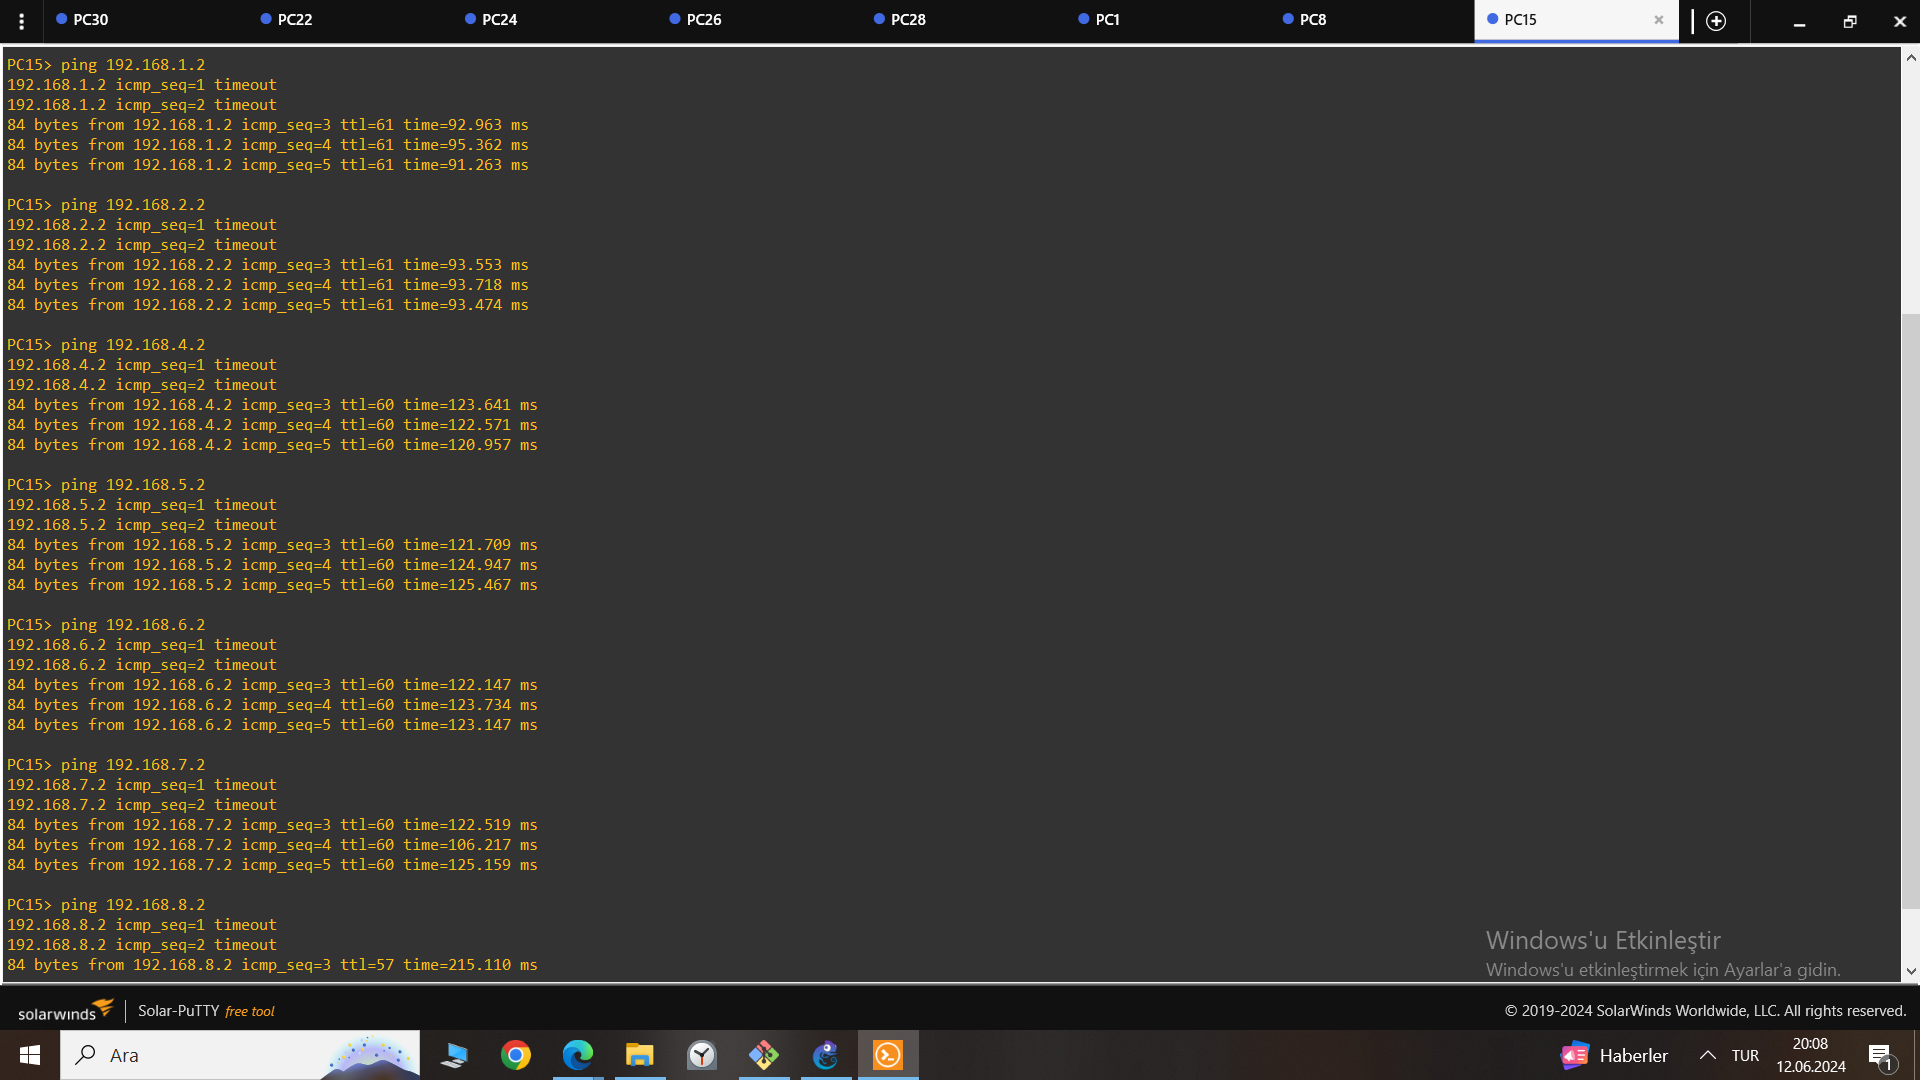 PC30
PC22
PC24
PC26
PC28
PC1
PC8
PC15
PC15> ping 192.168.1.2
192.168.1.2 icmp_seq=1 timeout
192.168.1.2 icmp_seq=2 timeout
84 bytes from 192.168.1.2 icmp_seq=3 ttl=61 time=92.963 ms
84 bytes from 192.168.1.2 icmp_seq=4 ttl=61 time=95.362 ms
84 bytes from 192.168.1.2 icmp_seq=5 ttl=61 time=91.263 ms
PC15> ping 192.168.2.2
192.168.2.2 icmp_seq=1 timeout
192.168.2.2 icmp_seq=2 timeout
84 bytes from 192.168.2.2 icmp_seq=3 ttl=61 time=93.553 ms
84 bytes from 192.168.2.2 icmp_seq=4 ttl=61 time=93.718 ms
84 bytes from 192.168.2.2 icmp_seq=5 ttl=61 time=93.474 ms
PC15> ping 192.168.4.2
192.168.4.2 icmp_seq=1 timeout
192.168.4.2 icmp_seq=2 timeout
84 bytes from 192.168.4.2 icmp_seq=3 ttl=60 time=123.641 ms
84 bytes from 192.168.4.2 icmp_seq=4 ttl=60 time=122.571 ms
84 bytes from 192.168.4.2 icmp_seq=5 ttl=60 time=120.957 ms
PC15> ping 192.168.5.2
192.168.5.2 icmp_seq=1 timeout
192.168.5.2 icmp_seq=2 timeout
84 bytes from 192.168.5.2 icmp_seq=3 ttl=60 time=121.709 ms
84 bytes from 192.168.5.2 icmp_seq=4 ttl=60 time=124.947 ms
84 bytes from 192.168.5.2 icmp_seq=5 ttl=60 time=125.467 ms
PC15> ping 192.168.6.2
192.168.6.2 icmp_seq=1 timeout
192.168.6.2 icmp_seq=2 timeout
84 bytes from 192.168.6.2 icmp_seq=3 ttl=60 time=122.147 ms
84 bytes from 192.168.6.2 icmp_seq=4 ttl=60 time=123.734 ms
84 bytes from 192.168.6.2 icmp_seq=5 ttl=60 time=123.147 ms
PC15> ping 192.168.7.2
192.168.7.2 icmp_seq=1 timeout
192.168.7.2 icmp_seq=2 timeout
84 bytes from 192.168.7.2 icmp_seq=3 ttl=60 time=122.519 ms
84 bytes from 192.168.7.2 icmp_seq=4 ttl=60 time=106.217 ms
84 bytes from 192.168.7.2 icmp_seq=5 ttl=60 time=125.159 ms
PC15> ping 192.168.8.2
192.168.8.2 icmp_seq=1 timeout
192.168.8.2 icmp_seq=2 timeout
84 bytes from 192.168.8.2 icmp_seq=3 ttl=57 time=215.110 ms
Windows'u Etkinleştir
Windows'u etkinleştirmek için Ayarlar'a gidin.
solarwinds
Solar-PuTTY free tool
© 2019-2024 SolarWinds Worldwide, LLC. All rights reserved.
Ara
Haberler
TUR
20:08
12.06.2024
1